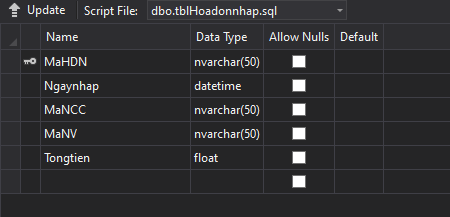 Update Script File: dbo.tblHoadonnhap.sql
Name Data Type Allow Nulls Default
MaHDN nvarchar(50)
Ngaynhap datetime
MaNCC nvarchar(50)
MaNV nvarchar(50)
Tongtien float